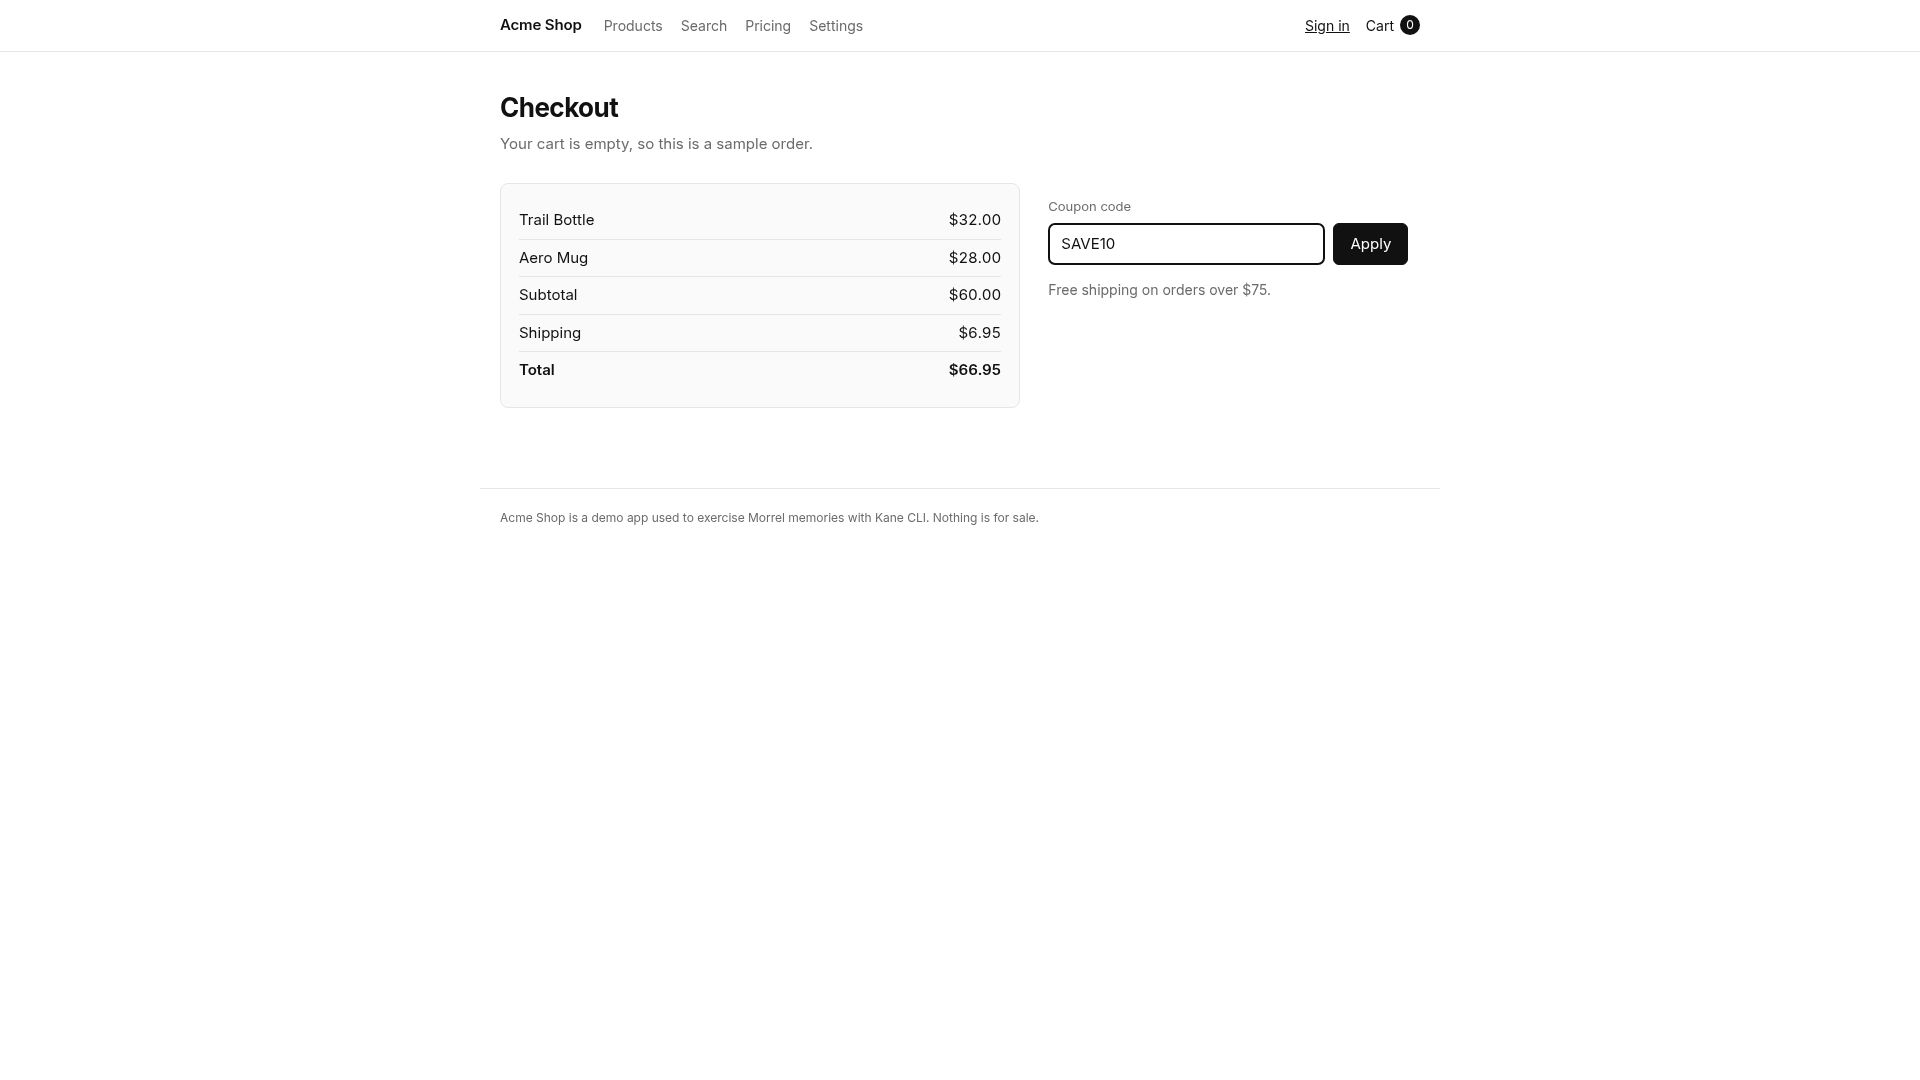 Acme Shop Products Search Pricing Settings Sign in Cart 0
Checkout
Your cart is empty, so this is a sample order.
Trail Bottle $32.00
Aero Mug $28.00
Subtotal $60.00
Shipping $6.95
Total $66.95
Coupon code
SAVE10 Apply
Free shipping on orders over $75.
Acme Shop is a demo app used to exercise Morrel memories with Kane CLI. Nothing is for sale.